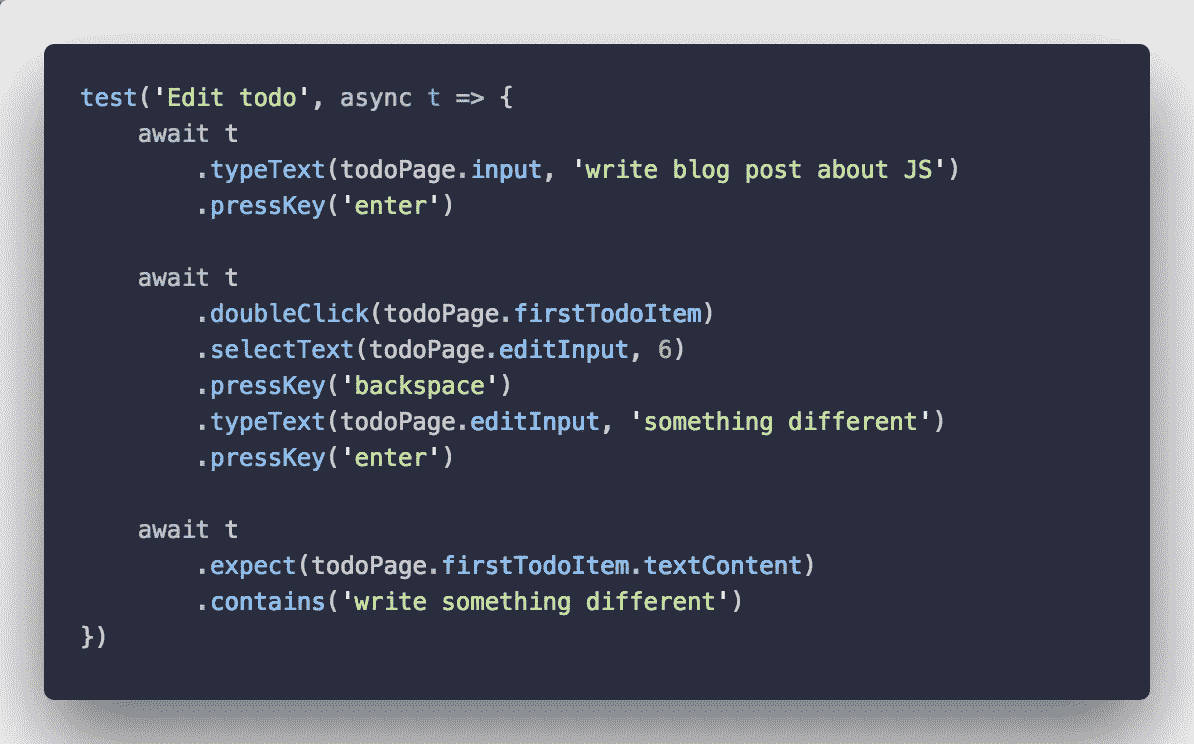 test('Edit todo', async t => {
    await t
        .typeText(todoPage.input, 'write blog post about JS')
        .pressKey('enter')

    await t
        .doubleClick(todoPage.firstTodoItem)
        .selectText(todoPage.editInput, 6)
        .pressKey('backspace')
        .typeText(todoPage.editInput, 'something different')
        .pressKey('enter')

    await t
        .expect(todoPage.firstTodoItem.textContent)
        .contains('write something different')
})